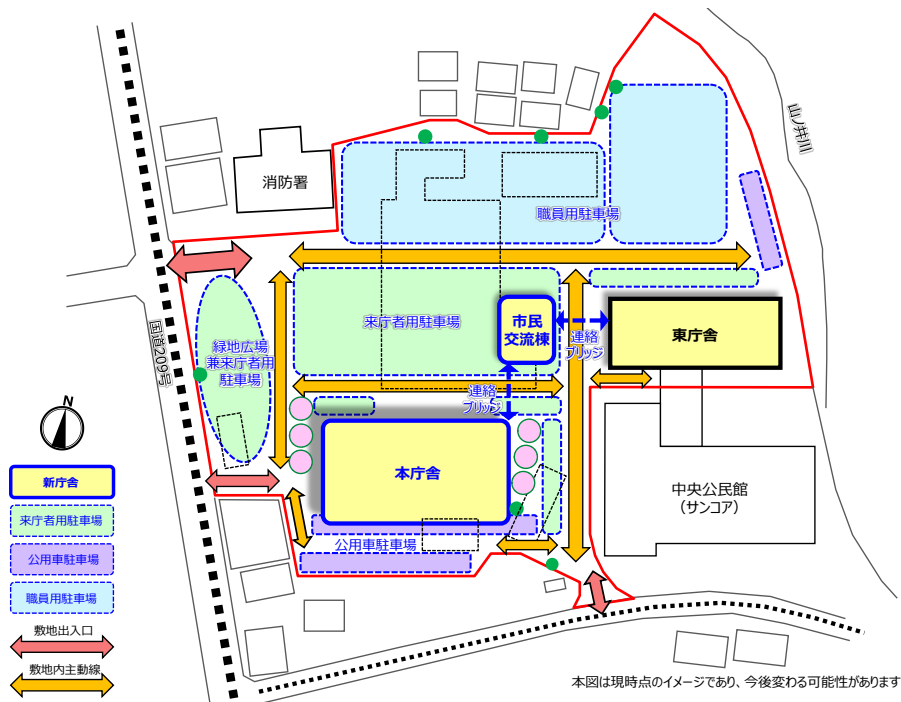 山ノ井川
消防署
職員用駐車場
来庁者用駐車場
市民
交流棟
連絡
ブリッジ
東庁舎
国道209号
緑地広場
兼来庁者用
駐車場
連絡
ブリッジ
本庁舎
中央公民館
(サンコア)
公用車駐車場
N
新庁舎
来庁者用駐車場
公用車駐車場
職員用駐車場
敷地出入口
敷地内主動線
本図は現時点のイメージであり、今後変わる可能性があります